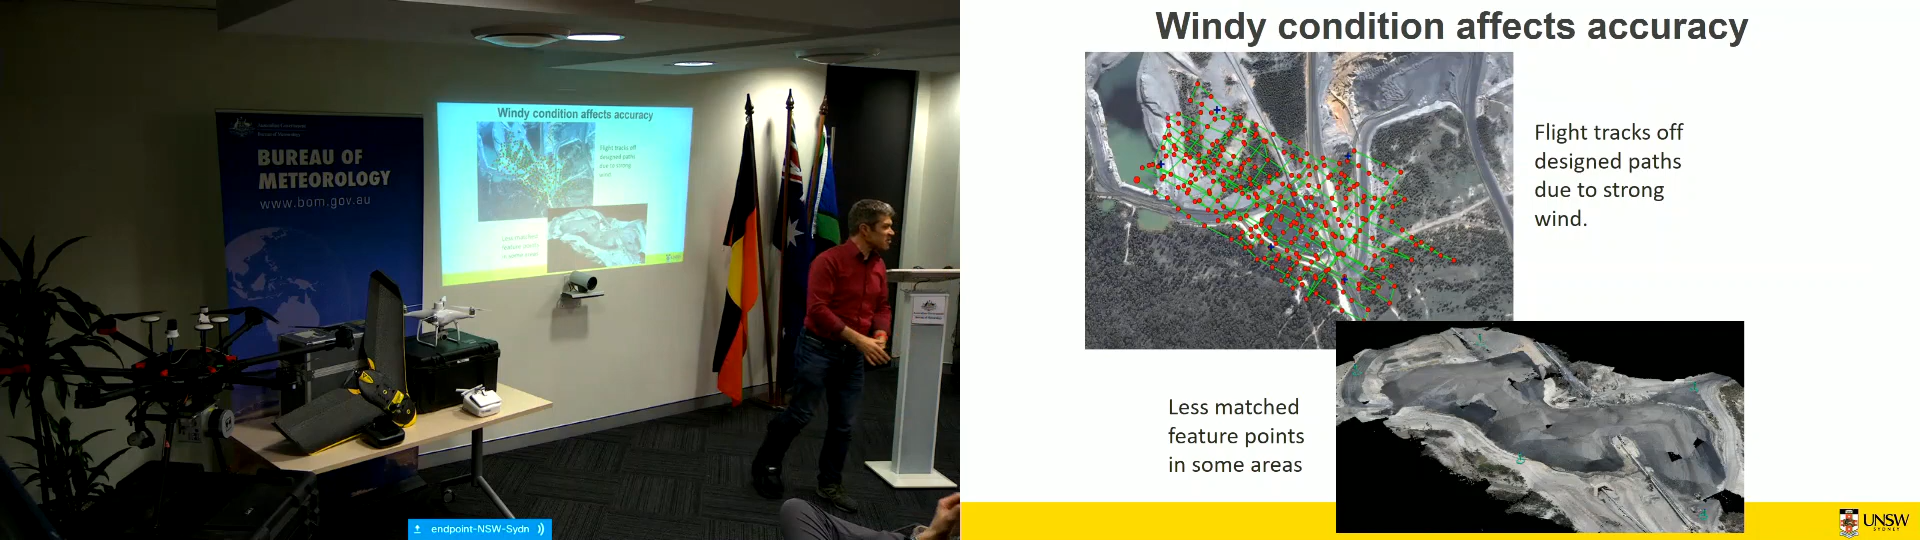 BUREAU OF
METEOROLOGY
www.bom.gov.au
Windy condition affects accuracy
Flight tracks off
designed paths
due to strong
wind.
Less matched
feature points
in some areas
endpoint-NSW-Sydn
Windy condition affects accuracy
Flight tracks off
designed paths
due to strong
wind.
Less matched
feature points
in some areas
UNSW
SYDNEY